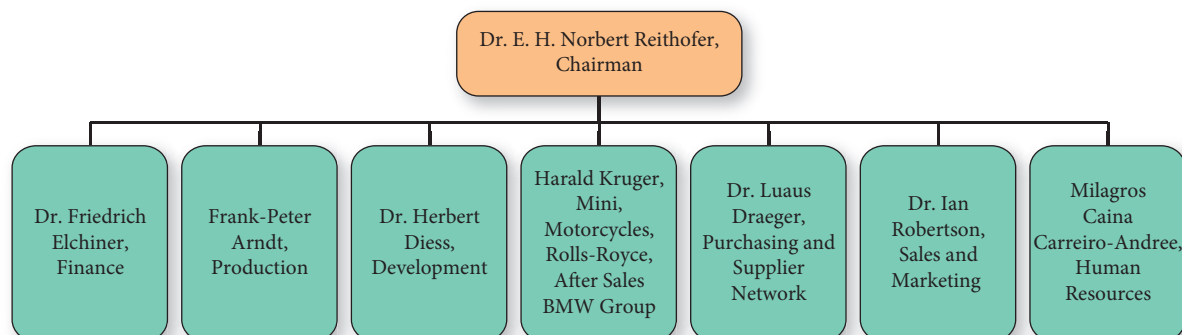 Dr. E. H. Norbert Reithofer,
Chairman
Dr. Friedrich
Elchiner,
Finance
Frank-Peter
Arndt,
Production
Dr. Herbert
Diess,
Development
Harald Kruger,
Mini,
Motorcycles,
Rolls-Royce,
After Sales
BMW Group
Dr. Luaus
Draeger,
Purchasing and
Supplier
Network
Dr. Ian
Robertson,
Sales and
Marketing
Milagros
Caina
Carreiro-Andree,
Human
Resources